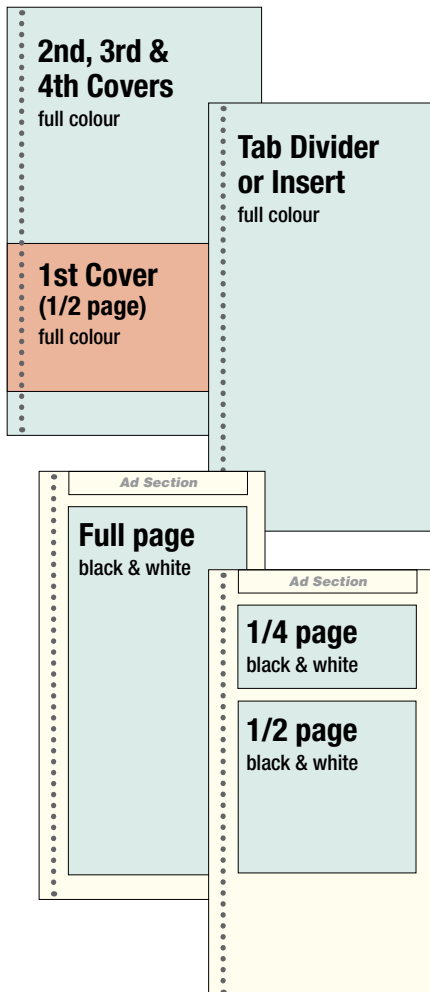 2nd, 3rd &
4th Covers
full colour
Tab Divider
or Insert
full colour
1st Cover
(1/2 page)
full colour
Ad Section
Full page
black & white
Ad Section
1/4 page
black & white
1/2 page
black & white